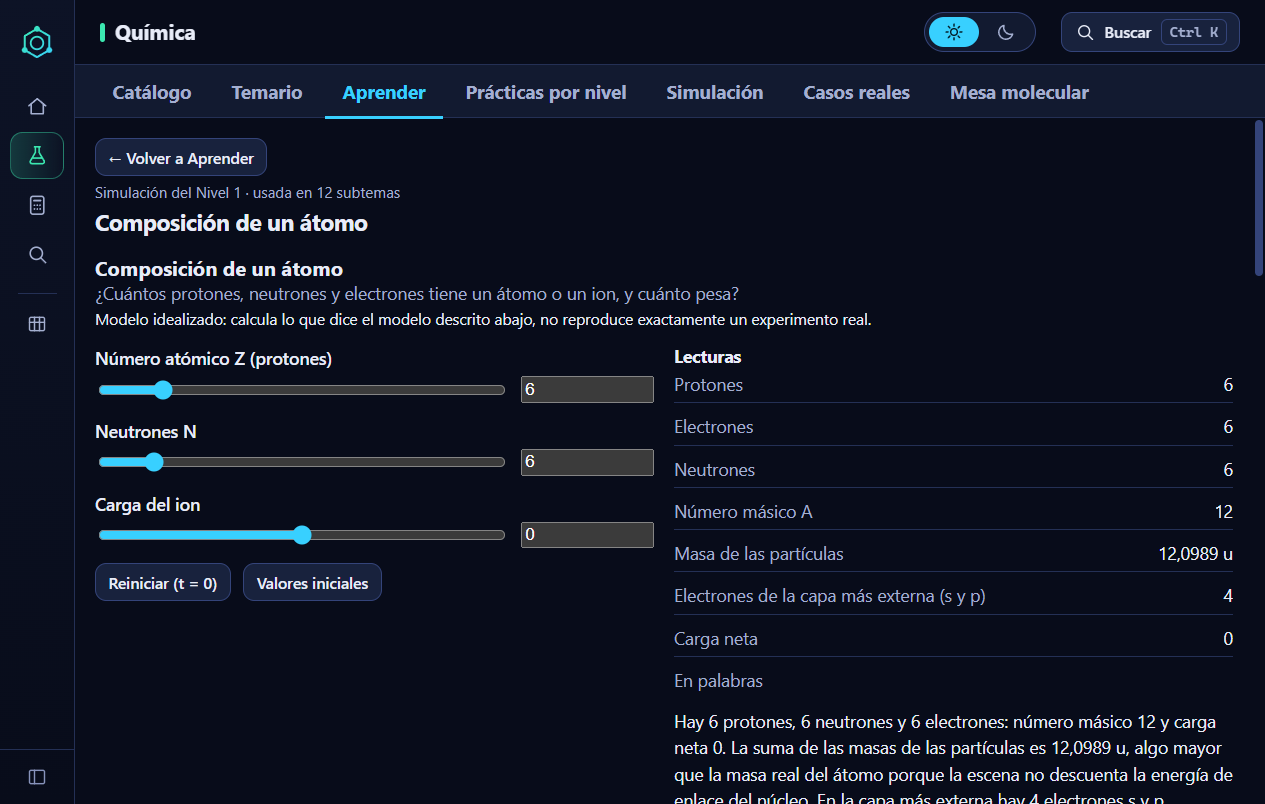 Química
Buscar Ctrl K
Catálogo Temario Aprender Prácticas por nivel Simulación Casos reales Mesa molecular
← Volver a Aprender
Simulación del Nivel 1 · usada en 12 subtemas
Composición de un átomo
Composición de un átomo
¿Cuántos protones, neutrones y electrones tiene un átomo o un ion, y cuánto pesa?
Modelo idealizado: calcula lo que dice el modelo descrito abajo, no reproduce exactamente un experimento real.
Número atómico Z (protones)
6
Neutrones N
6
Carga del ion
0
Reiniciar (t = 0) Valores iniciales
Lecturas
Protones 6
Electrones 6
Neutrones 6
Número másico A 12
Masa de las partículas 12,0989 u
Electrones de la capa más externa (s y p) 4
Carga neta 0
En palabras
Hay 6 protones, 6 neutrones y 6 electrones: número másico 12 y carga
neta 0. La suma de las masas de las partículas es 12,0989 u, algo mayor
que la masa real del átomo porque la escena no descuenta la energía de
enlace del núcleo. En la capa más externa hay 4 electrones s y p.